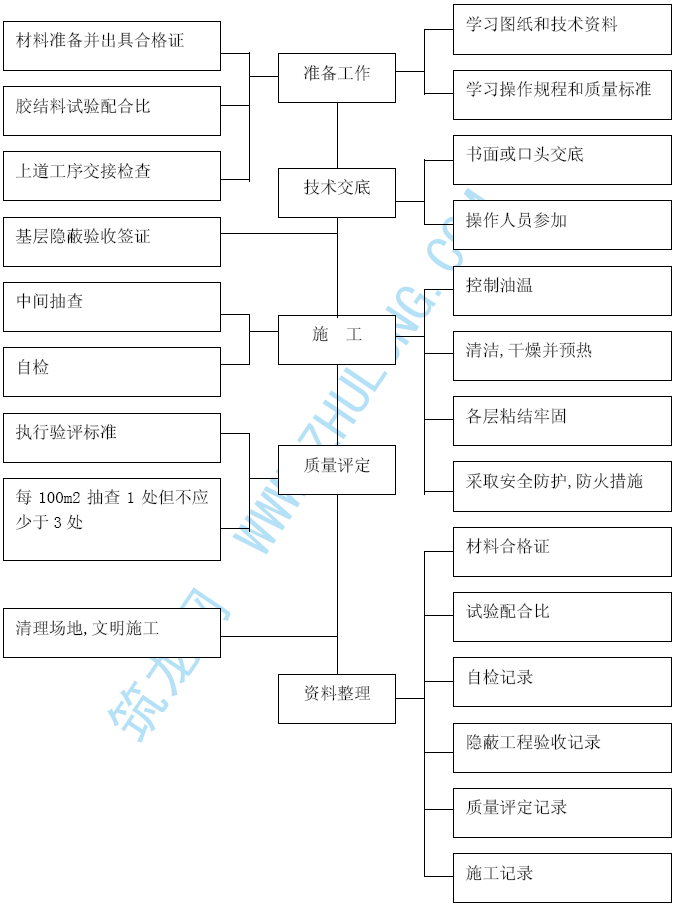 材料准备并出具合格证
胶结料试验配合比
上道工序交接检查
基层隐蔽验收签证
中间抽查
自检
执行验评标准
每 100m2 抽查 1 处但不应
少于 3 处
清理场地,文明施工
准备工作
技术交底
施 工
质量评定
资料整理
学习图纸和技术资料
学习操作规程和质量标准
书面或口头交底
操作人员参加
控制油温
清洁,干燥并预热
各层粘结牢固
采取安全防护,防火措施
材料合格证
试验配合比
自检记录
隐蔽工程验收记录
质量评定记录
施工记录
筑龙网 WWW.ZHULONG.COM